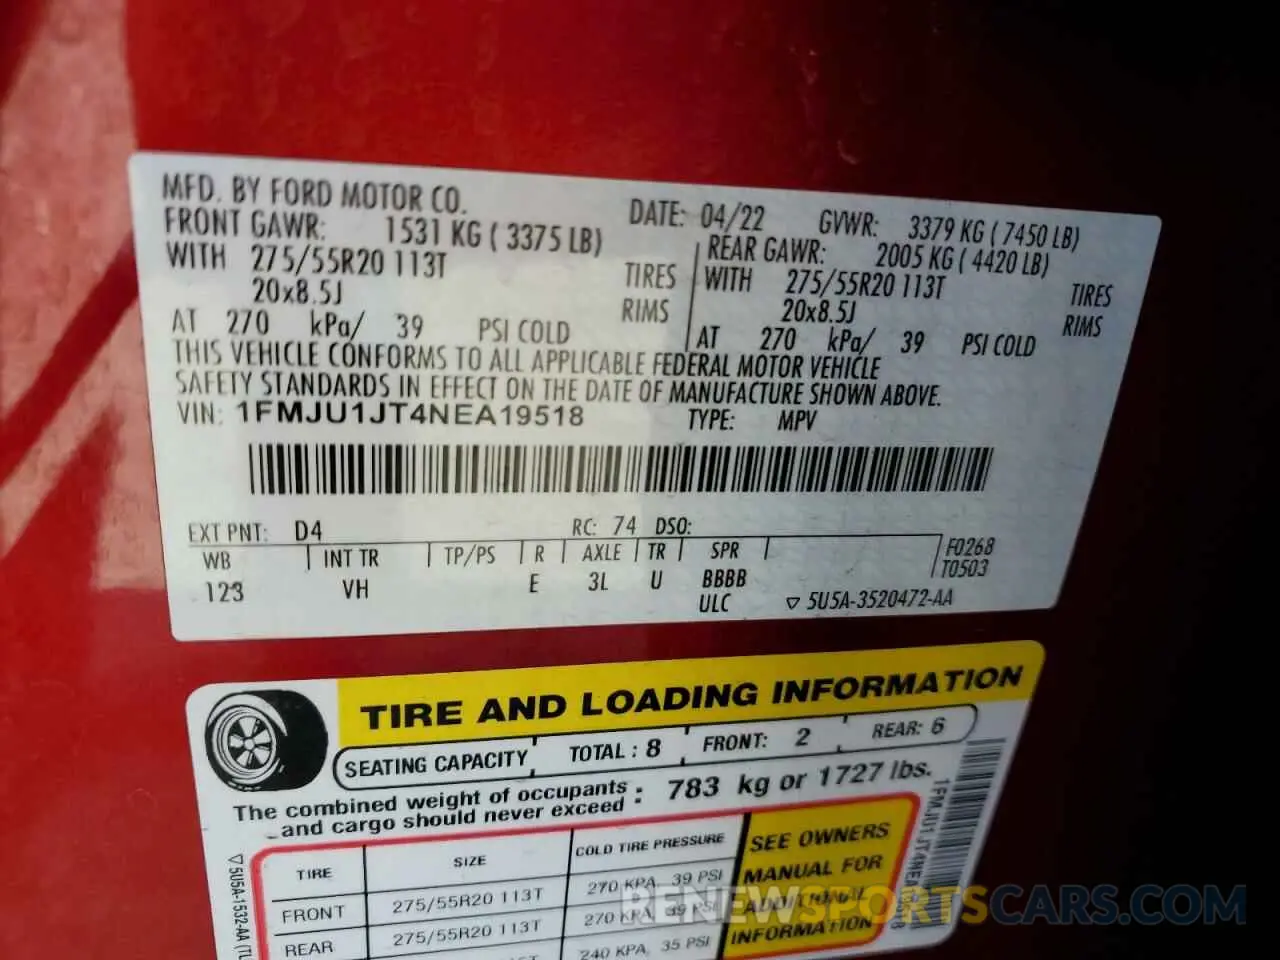 MFD. BY FORD MOTOR CO.
DATE: 04/22 GVWR: 3379 KG ( 7450 LB)
FRONT GAWR: 1531 KG ( 3375 LB)
REAR GAWR: 2005 KG ( 4420 LB)
WITH 275/55R20 113T TIRES
WITH 275/55R20 113T TIRES
20x8.5J RIMS
20x8.5J RIMS
AT 270 kPa/ 39 PSI COLD
AT 270 kPa/ 39 PSI COLD
THIS VEHICLE CONFORMS TO ALL APPLICABLE FEDERAL MOTOR VEHICLE
SAFETY STANDARDS IN EFFECT ON THE DATE OF MANUFACTURE SHOWN ABOVE.
VIN: 1FMJU1JT4NEA19518 TYPE: MPV
EXT PNT: D4 RC: 74 DSO:
WB INT TR TP/PS R AXLE TR SPR F0268
T0503
123 VH E 3L U BBBB
ULC ▽ 5U5A-3520472-AA
TIRE AND LOADING INFORMATION
SEATING CAPACITY TOTAL : 8 FRONT: 2 REAR: 6
The combined weight of occupants
and cargo should never exceed : 783 kg or 1727 lbs.
TIRE SIZE COLD TIRE PRESSURE
FRONT 275/55R20 113T 270 KPA, 39 PSI
REAR 275/55R20 113T 270 KPA, 39 PSI
240 KPA, 35 PSI
SEE OWNERS
MANUAL FOR
ADDITIONAL
INFORMATION
▽5U5A-1532-AA
RENEWSPORTSCARS.COM